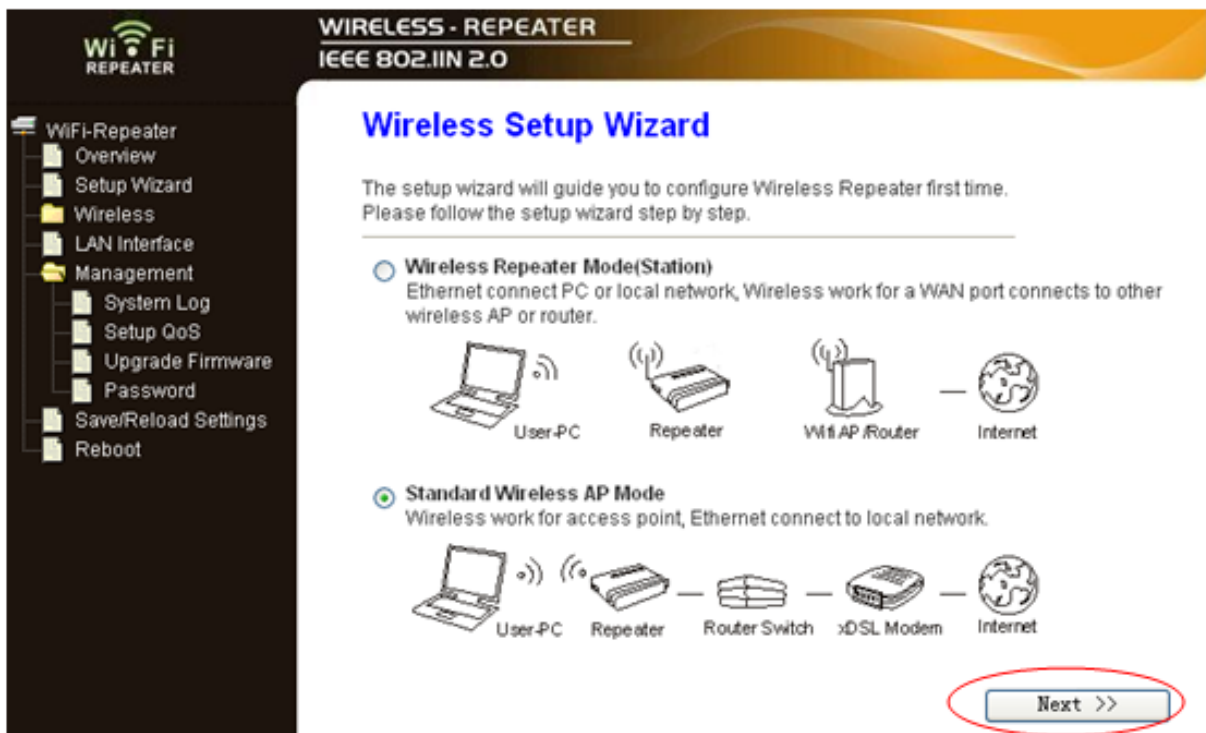 Wi Fi
REPEATER
WIRELESS - REPEATER
IEEE 802.11N 2.0
WiFi-Repeater
Overview
Setup Wizard
Wireless
LAN Interface
Management
System Log
Setup QoS
Upgrade Firmware
Password
Save/Reload Settings
Reboot
Wireless Setup Wizard
The setup wizard will guide you to configure Wireless Repeater first time.
Please follow the setup wizard step by step.
Wireless Repeater Mode(Station)
Ethernet connect PC or local network, Wireless work for a WAN port connects to other
wireless AP or router.
User-PC Repeater Wifi AP /Router Internet
Standard Wireless AP Mode
Wireless work for access point, Ethernet connect to local network.
User-PC Repeater Router Switch xDSL Modem Internet
Next >>